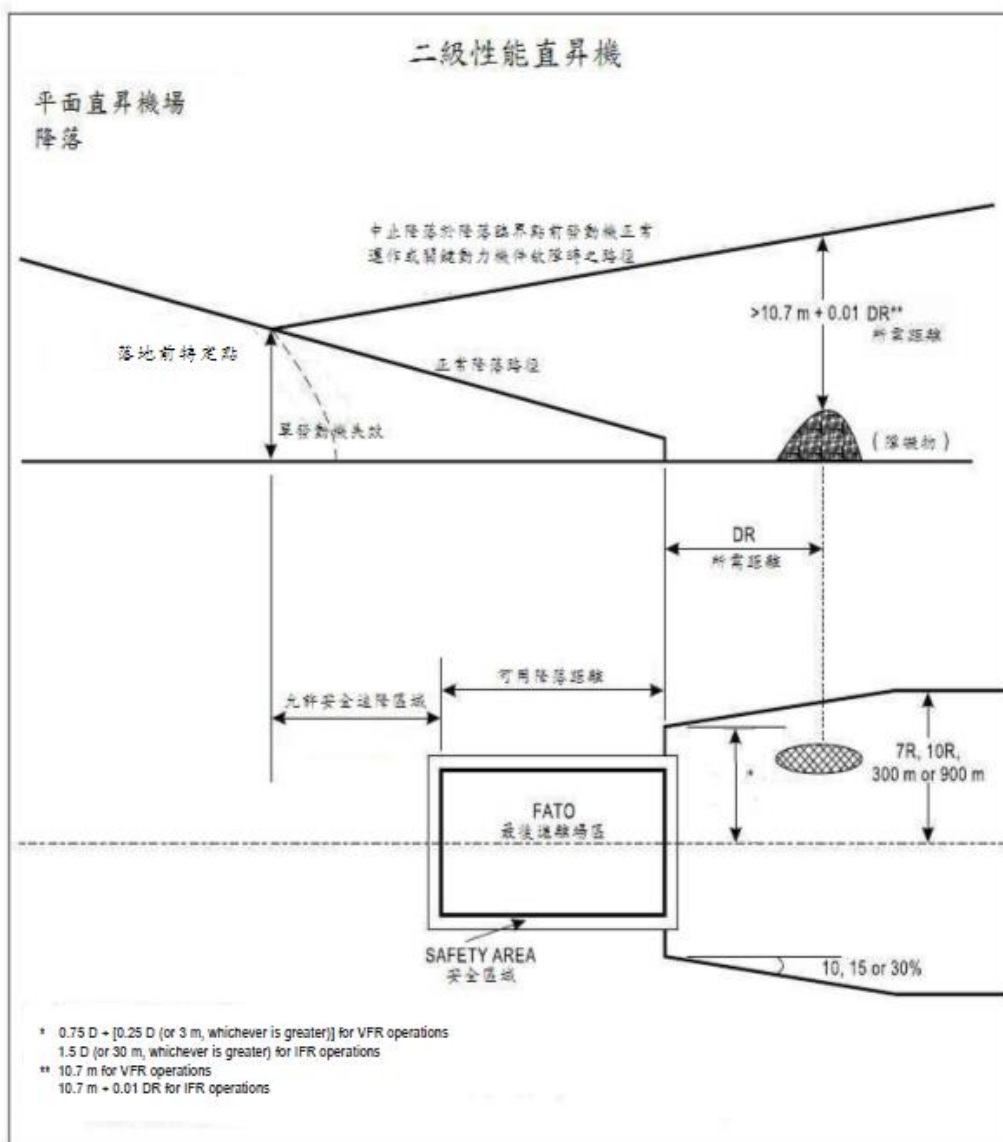 二級性能直昇機
平面直昇機場
降落
中止降落於降落臨界點前發動機正常
運作或關鍵動力機件故障時之路徑
>10.7 m + 0.01 DR**
所需距離
落地前特定點
正常降落路徑
單發動機失效
(障礙物)
DR
所需距離
可用降落距離
允許安全迫降區域
7R, 10R,
300 m or 900 m
*
FATO
最後進離場區
SAFETY AREA
安全區域
10, 15 or 30%
* 0.75 D + [0.25 D (or 3 m, whichever is greater)] for VFR operations
1.5 D (or 30 m, whichever is greater) for IFR operations
** 10.7 m for VFR operations
10.7 m + 0.01 DR for IFR operations